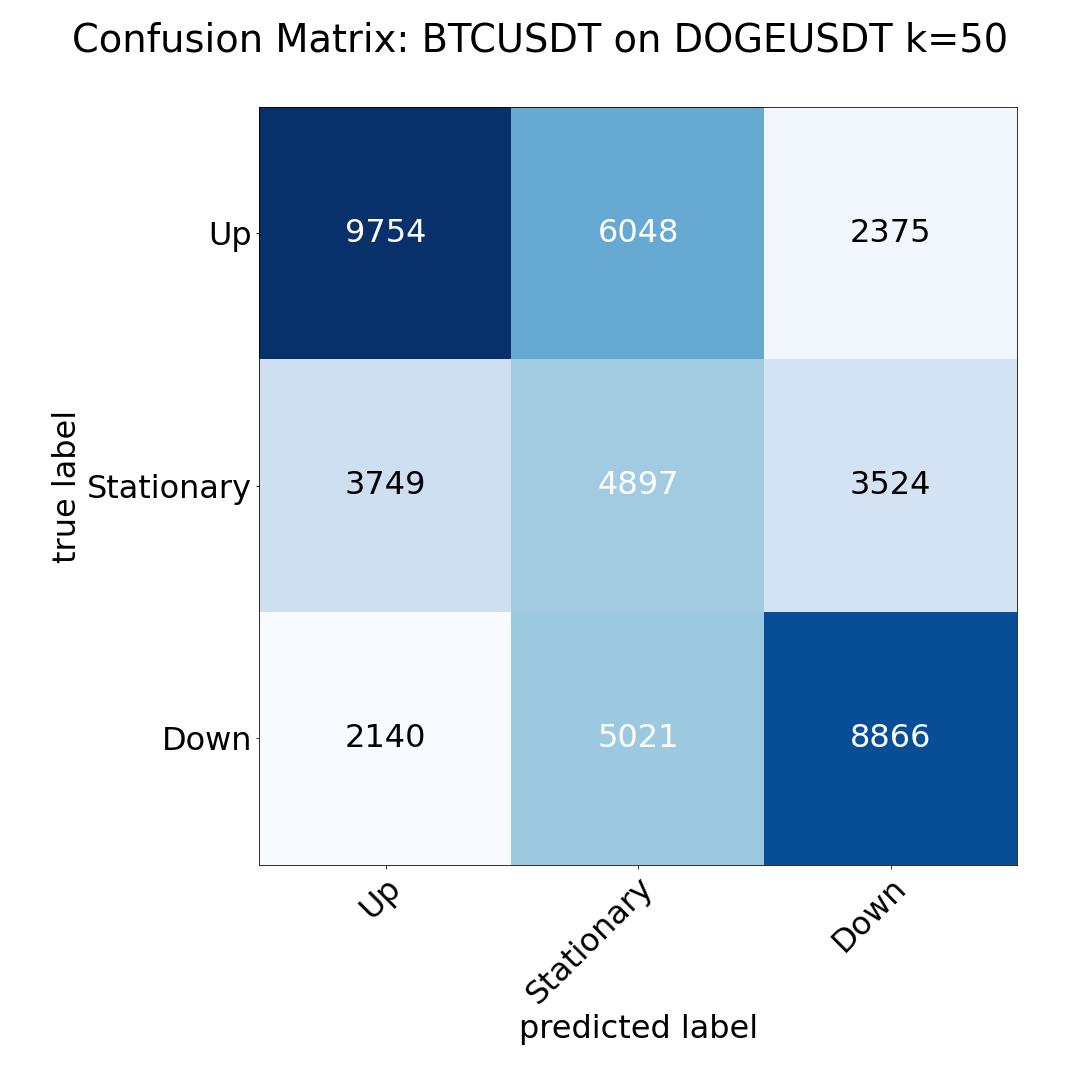 Confusion Matrix: BTCUSDT on DOGEUSDT k=50
Up 9754 6048 2375
true label
Stationary 3749 4897 3524
Down 2140 5021 8866
Up Stationary Down
predicted label